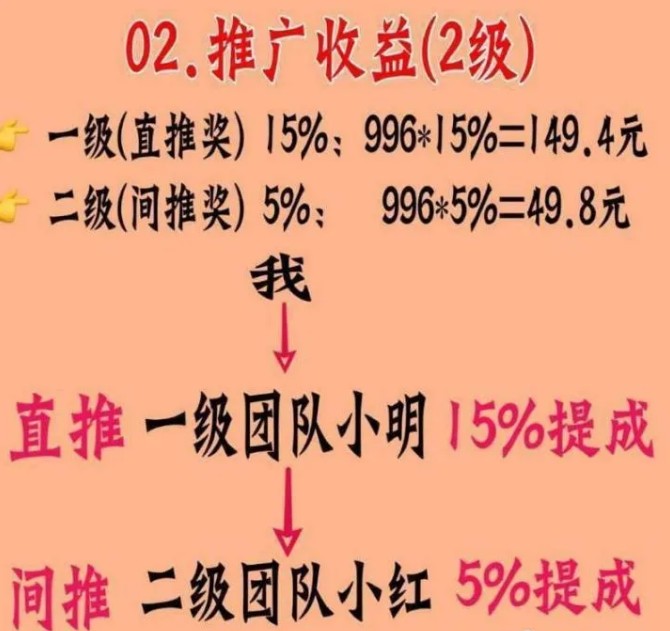 02.推广收益(2级)
一级(直推奖) 15%; 996*15%=149.4元
二级(间推奖) 5%; 996*5%=49.8元
我
直推 一级团队小明 15%提成
间推 二级团队小红 5%提成